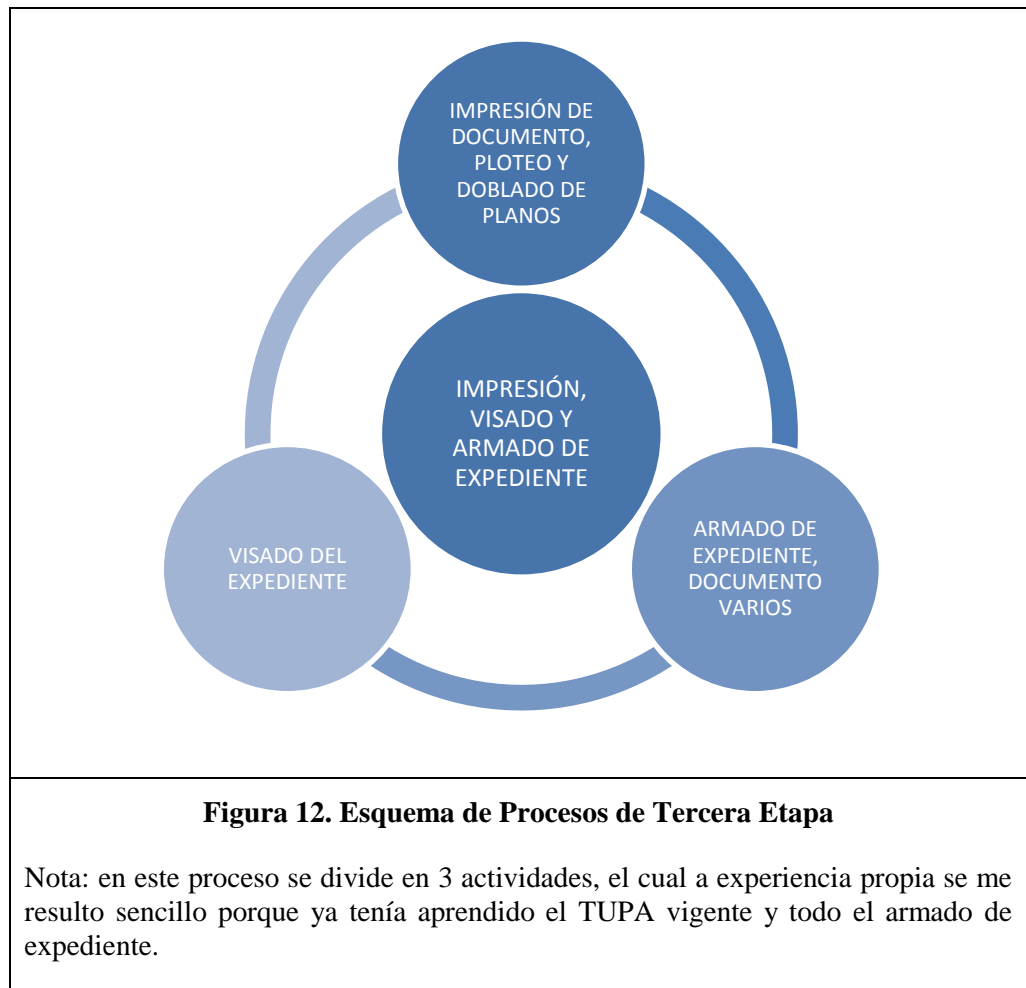 IMPRESIÓN DE
DOCUMENTO,
PLOTEO Y
DOBLADO DE
PLANOS
IMPRESIÓN,
VISADO Y
ARMADO DE
EXPEDIENTE
VISADO DEL
EXPEDIENTE
ARMADO DE
EXPEDIENTE,
DOCUMENTO
VARIOS
Figura 12. Esquema de Procesos de Tercera Etapa
Nota: en este proceso se divide en 3 actividades, el cual a experiencia propia se me
resulto sencillo porque ya tenía aprendido el TUPA vigente y todo el armado de
expediente.